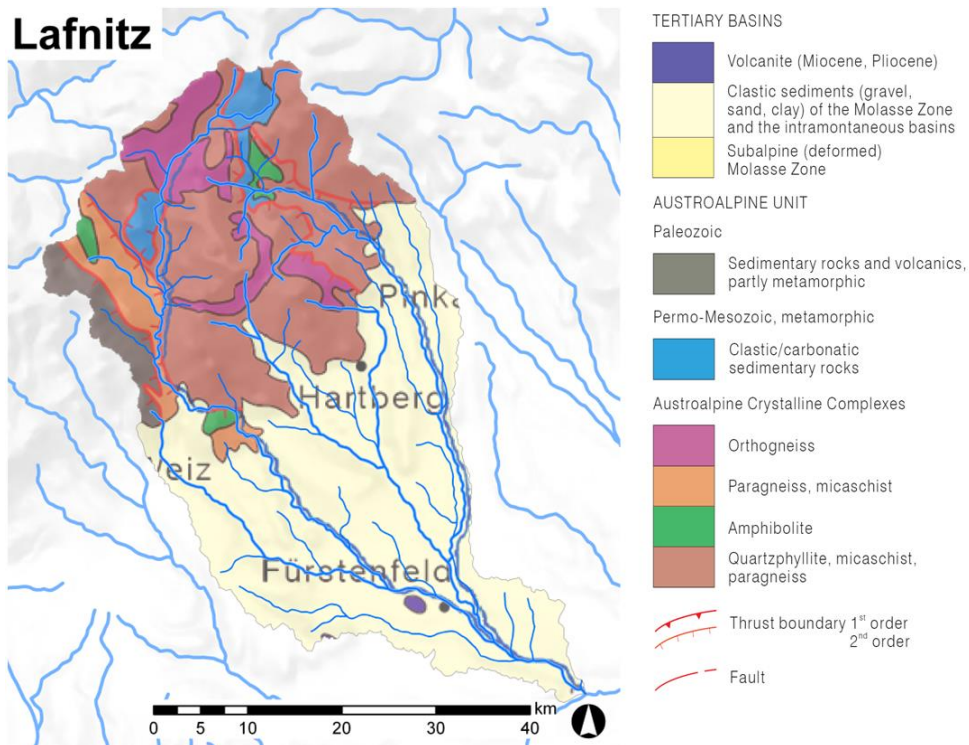 Lafnitz
Pinka
Hartberg
Weiz
Fürstenfeld
km
0 5 10 20 30 40
TERTIARY BASINS
Volcanite (Miocene, Pliocene)
Clastic sediments (gravel,
sand, clay) of the Molasse Zone
and the intramontaneous basins
Subalpine (deformed)
Molasse Zone
AUSTROALPINE UNIT
Paleozoic
Sedimentary rocks and volcanics,
partly metamorphic
Permo-Mesozoic, metamorphic
Clastic/carbonatic
sedimentary rocks
Austroalpine Crystalline Complexes
Orthogneiss
Paragneiss, micaschist
Amphibolite
Quartzphyllite, micaschist,
paragneiss
Thrust boundary 1st order
2nd order
Fault